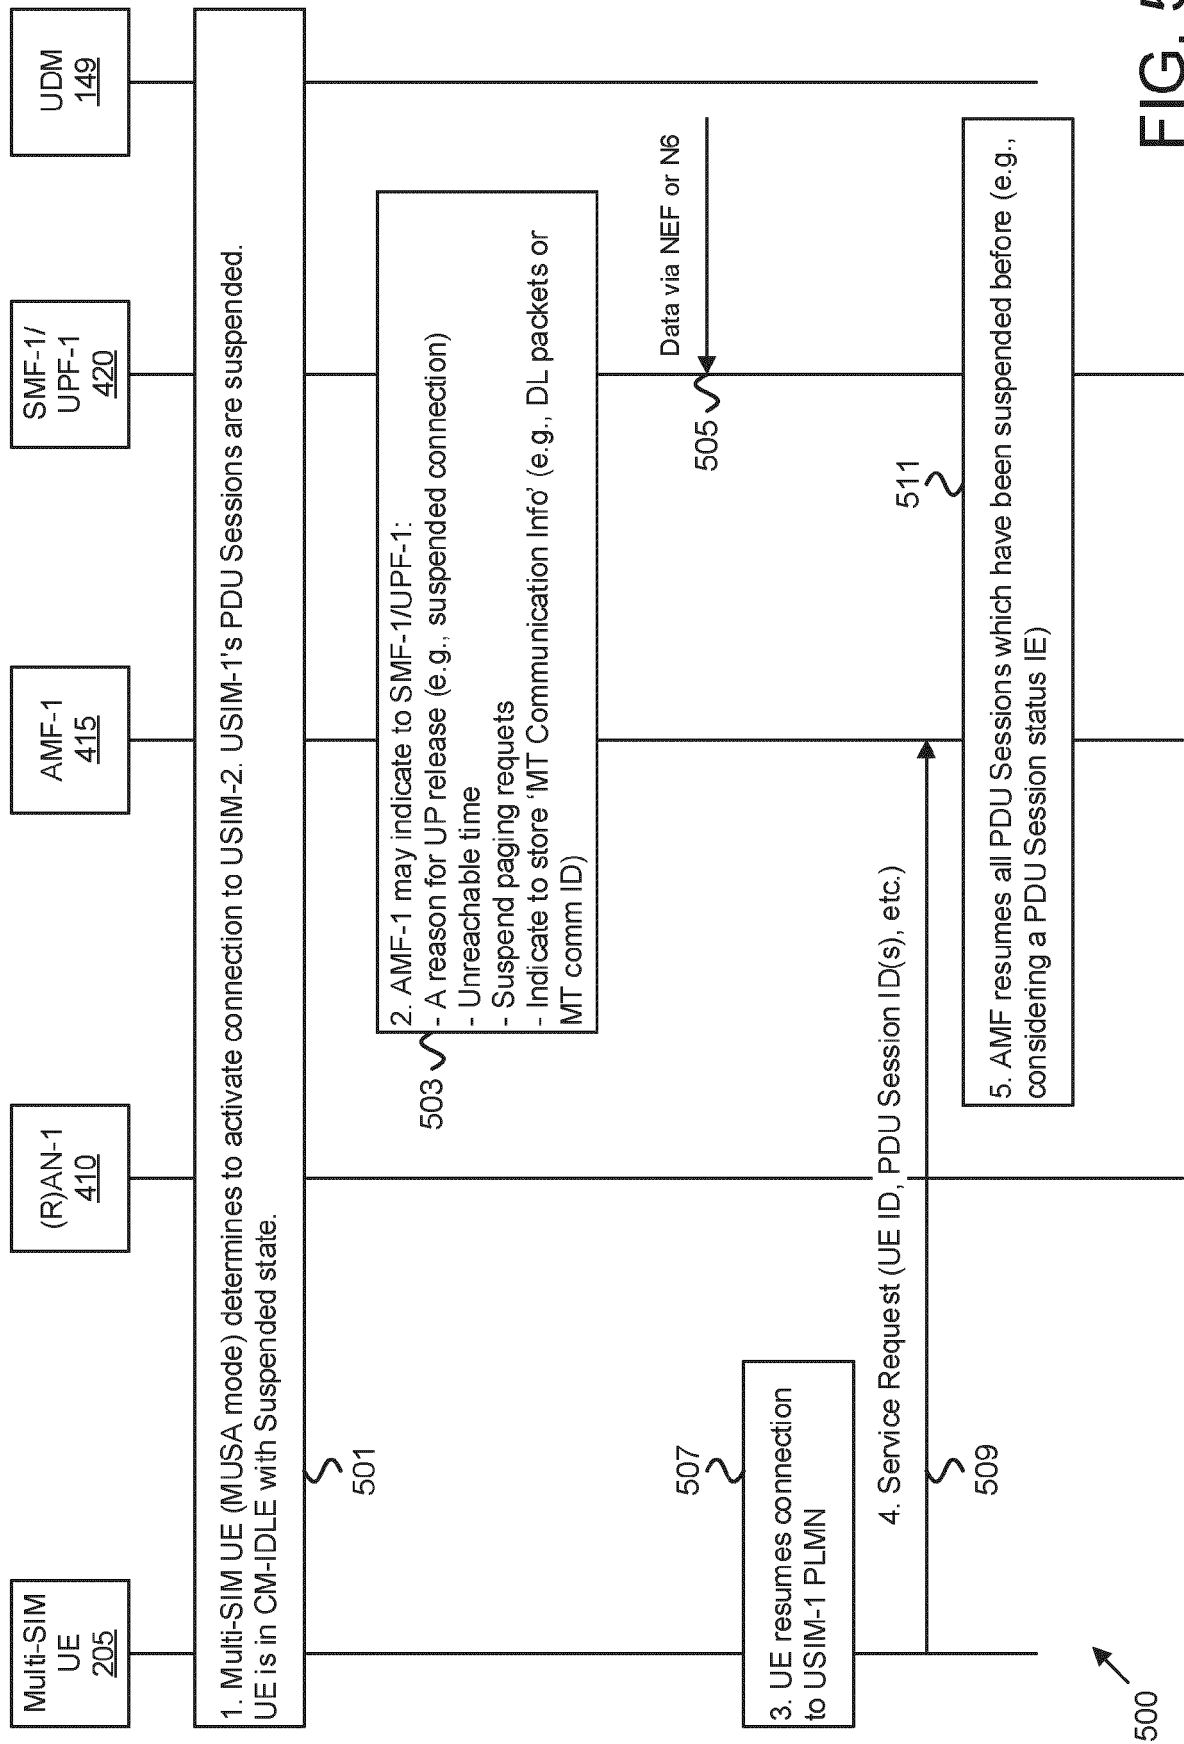 Multi-SIM
UE
205
(R)AN-1
410
AMF-1
415
SMF-1/
UPF-1
420
UDM
149
1. Multi-SIM UE (MUSA mode) determines to activate connection to USIM-2. USIM-1's PDU Sessions are suspended.
UE is in CM-IDLE with Suspended state.
501
2. AMF-1 may indicate to SMF-1/UPF-1:
- A reason for UP release (e.g., suspended connection)
- Unreachable time
- Suspend paging requets
- Indicate to store ‘MT Communication Info’ (e.g., DL packets or
MT comm ID)
503
Data via NEF or N6
505
507
3. UE resumes connection
to USIM-1 PLMN
4. Service Request (UE ID, PDU Session ID(s), etc.)
509
511
5. AMF resumes all PDU Sessions which have been suspended before (e.g.,
considering a PDU Session status IE)
500
FIG. 5